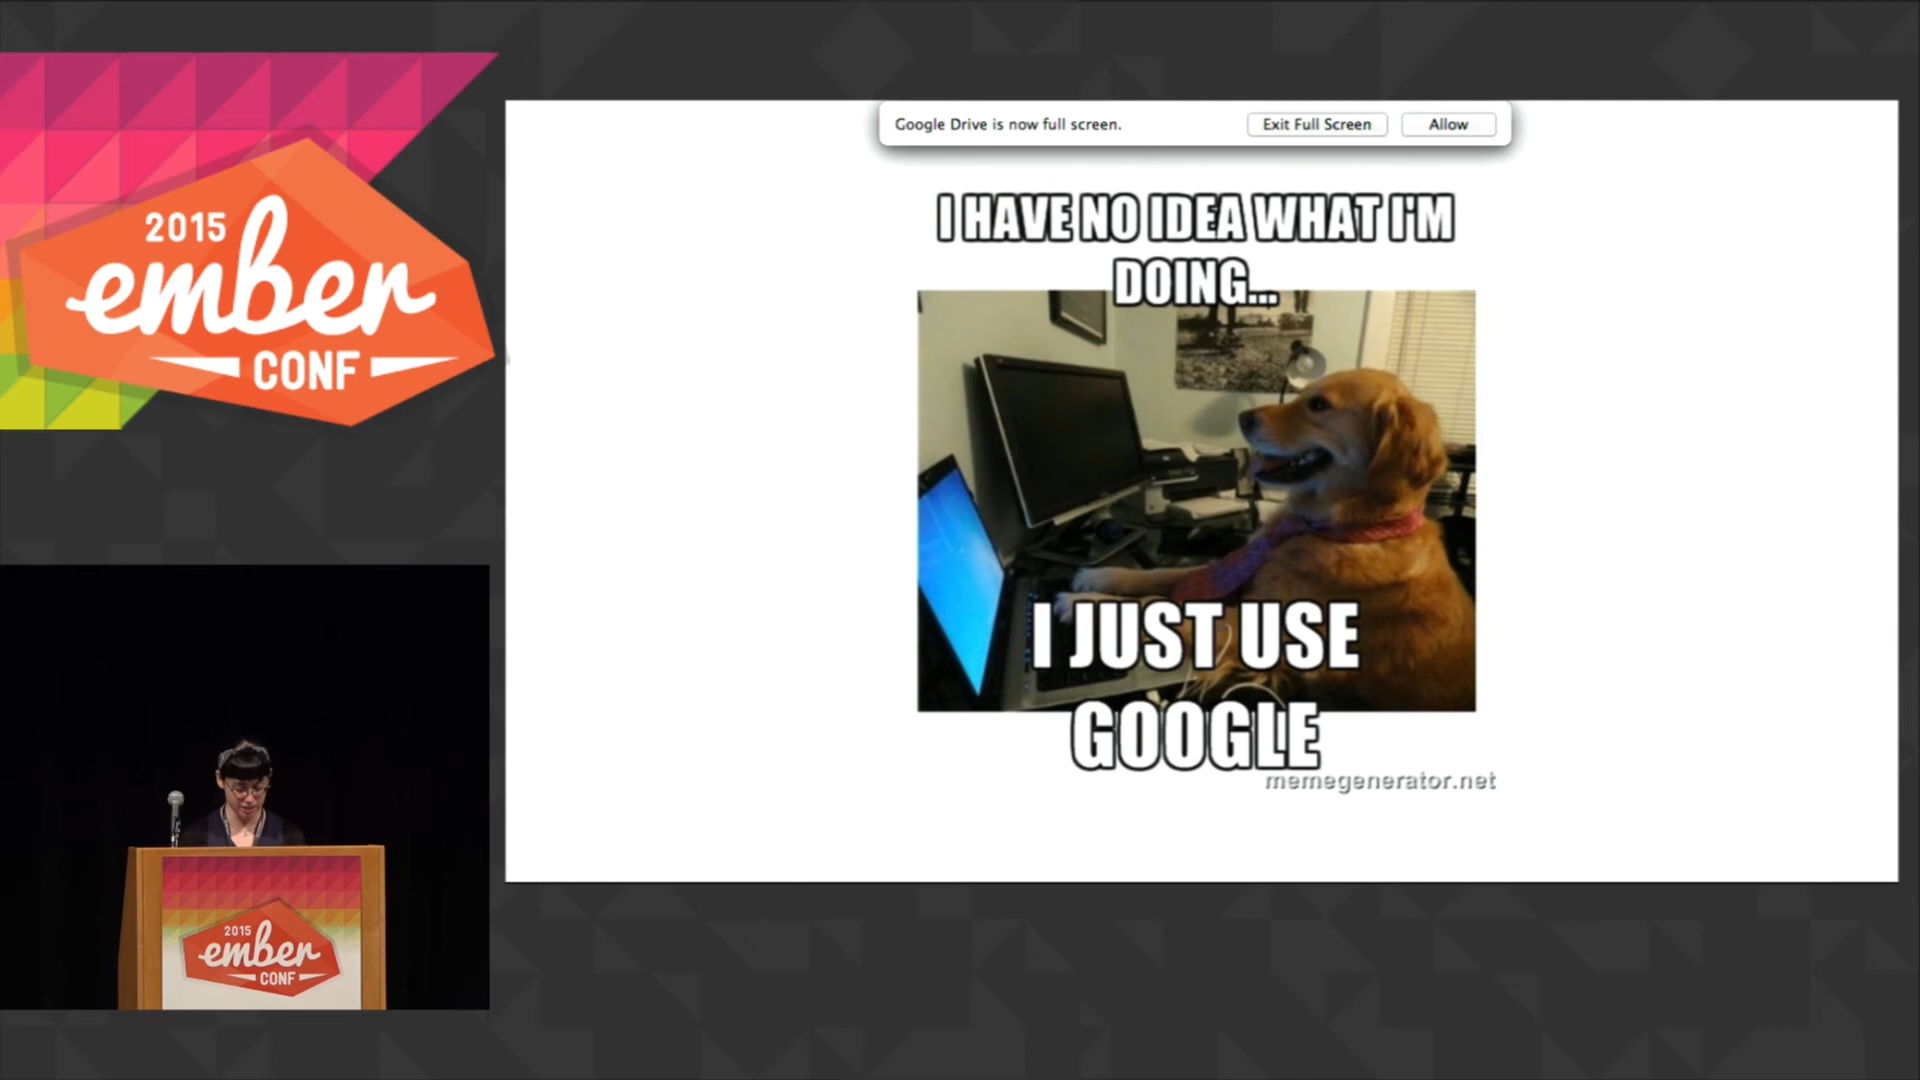 2015
ember
CONF
Google Drive is now full screen.
Exit Full Screen
Allow
I HAVE NO IDEA WHAT I'M
DOING...
I JUST USE
GOOGLE
memegenerator.net
2015
ember
CONF